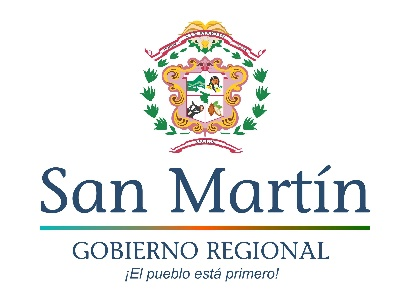 San Martín
GOBIERNO REGIONAL
¡El pueblo está primero!